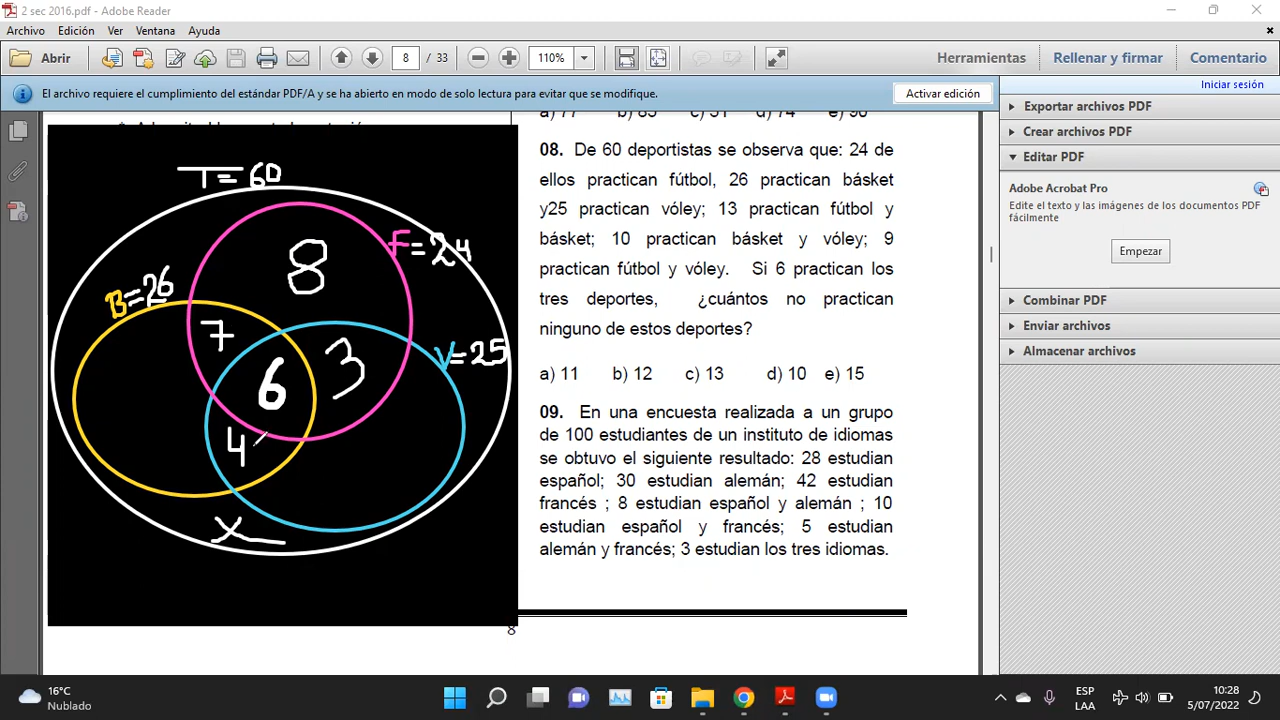 2 sec 2016.pdf - Adobe Reader
Archivo Edición Ver Ventana Ayuda
Abrir 8 / 33 110% Herramientas Rellenar y firmar Comentario
El archivo requiere el cumplimiento del estándar PDF/A y se ha abierto en modo de solo lectura para evitar que se modifique. Activar edición
Iniciar sesión
Exportar archivos PDF
Crear archivos PDF
Editar PDF
Adobe Acrobat Pro
Edite el texto y las imágenes de los documentos PDF
fácilmente
Empezar
Combinar PDF
Enviar archivos
Almacenar archivos
T=60
F=24
B=26
V=25
8
7
6
3
4
X
08. De 60 deportistas se observa que: 24 de
ellos practican fútbol, 26 practican básket
y25 practican vóley; 13 practican fútbol y
básket; 10 practican básket y vóley; 9
practican fútbol y vóley. Si 6 practican los
tres deportes, ¿cuántos no practican
ninguno de estos deportes?
a) 11 b) 12 c) 13 d) 10 e) 15
09. En una encuesta realizada a un grupo
de 100 estudiantes de un instituto de idiomas
se obtuvo el siguiente resultado: 28 estudian
español; 30 estudian alemán; 42 estudian
francés ; 8 estudian español y alemán ; 10
estudian español y francés; 5 estudian
alemán y francés; 3 estudian los tres idiomas.
8
16°C
Nublado
ESP
LAA
10:28
5/07/2022